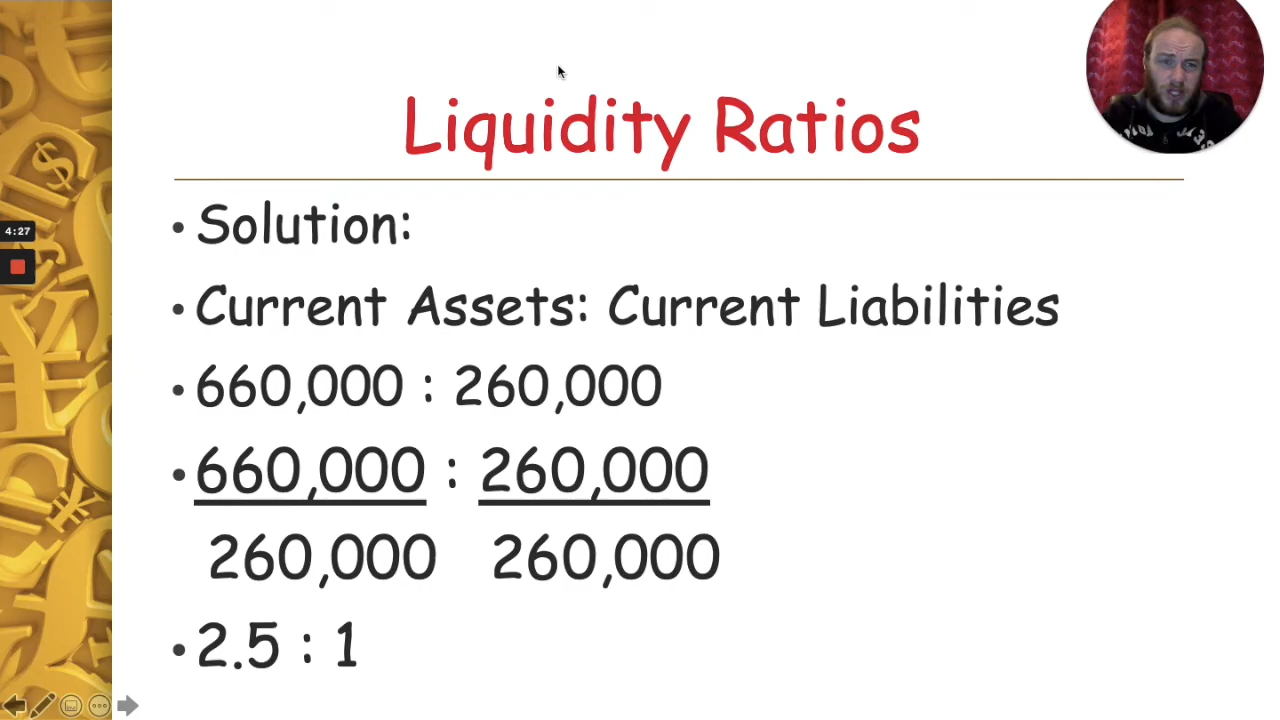 Liquidity Ratios
4:27
• Solution:
• Current Assets: Current Liabilities
• 660,000 : 260,000
• 660,000 : 260,000
260,000 260,000
• 2.5 : 1